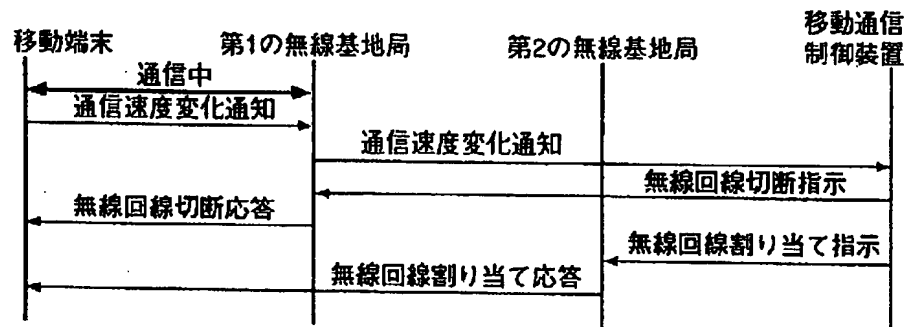 移動端末
第1の無線基地局
第2の無線基地局
移動通信
制御装置
通信中
通信速度変化通知
通信速度変化通知
無線回線切断指示
無線回線切断応答
無線回線割り当て指示
無線回線割り当て応答